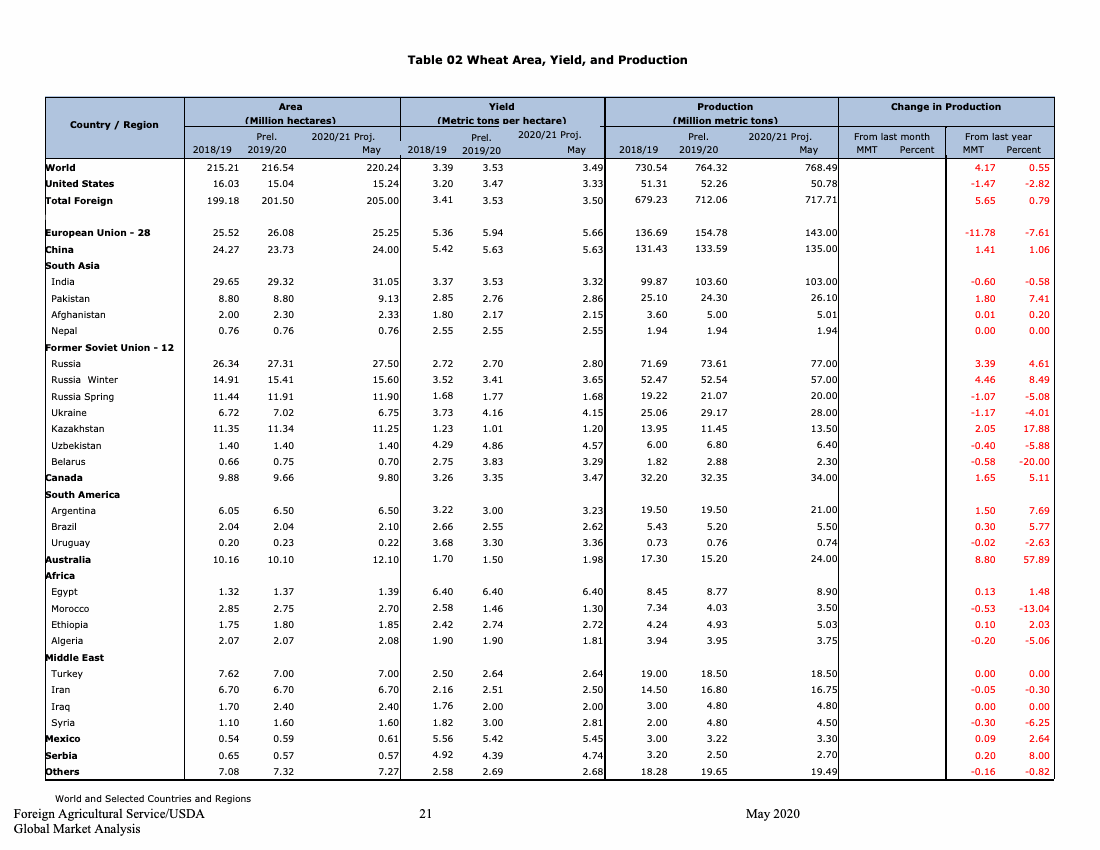 Table 02 Wheat Area, Yield, and Production
Area Yield Production Change in Production
Country / Region (Million hectares) (Metric tons per hectare) (Million metric tons)
Prel. 2020/21 Proj. Prel. 2020/21 Proj. Prel. 2020/21 Proj. From last month From last year
2018/19 2019/20 May 2018/19 2019/20 May 2018/19 2019/20 May MMT Percent MMT Percent
World 215.21 216.54 220.24 3.39 3.53 3.49 730.54 764.32 768.49 4.17 0.55
United States 16.03 15.04 15.24 3.20 3.47 3.33 51.31 52.26 50.78 -1.47 -2.82
Total Foreign 199.18 201.50 205.00 3.41 3.53 3.50 679.23 712.06 717.71 5.65 0.79
European Union - 28 25.52 26.08 25.25 5.36 5.94 5.66 136.69 154.78 143.00 -11.78 -7.61
China 24.27 23.73 24.00 5.42 5.63 5.63 131.43 133.59 135.00 1.41 1.06
South Asia
India 29.65 29.32 31.05 3.37 3.53 3.32 99.87 103.60 103.00 -0.60 -0.58
Pakistan 8.80 8.80 9.13 2.85 2.76 2.86 25.10 24.30 26.10 1.80 7.41
Afghanistan 2.00 2.30 2.33 1.80 2.17 2.15 3.60 5.00 5.01 0.01 0.20
Nepal 0.76 0.76 0.76 2.55 2.55 2.55 1.94 1.94 1.94 0.00 0.00
Former Soviet Union - 12
Russia 26.34 27.31 27.50 2.72 2.70 2.80 71.69 73.61 77.00 3.39 4.61
Russia Winter 14.91 15.41 15.60 3.52 3.41 3.65 52.47 52.54 57.00 4.46 8.49
Russia Spring 11.44 11.91 11.90 1.68 1.77 1.68 19.22 21.07 20.00 -1.07 -5.08
Ukraine 6.72 7.02 6.75 3.73 4.16 4.15 25.06 29.17 28.00 -1.17 -4.01
Kazakhstan 11.35 11.34 11.25 1.23 1.01 1.20 13.95 11.45 13.50 2.05 17.88
Uzbekistan 1.40 1.40 1.40 4.29 4.86 4.57 6.00 6.80 6.40 -0.40 -5.88
Belarus 0.66 0.75 0.70 2.75 3.83 3.29 1.82 2.88 2.30 -0.58 -20.00
Canada 9.88 9.66 9.80 3.26 3.35 3.47 32.20 32.35 34.00 1.65 5.11
South America
Argentina 6.05 6.50 6.50 3.22 3.00 3.23 19.50 19.50 21.00 1.50 7.69
Brazil 2.04 2.04 2.10 2.66 2.55 2.62 5.43 5.20 5.50 0.30 5.77
Uruguay 0.20 0.23 0.22 3.68 3.30 3.36 0.73 0.76 0.74 -0.02 -2.63
Australia 10.16 10.10 12.10 1.70 1.50 1.98 17.30 15.20 24.00 8.80 57.89
Africa
Egypt 1.32 1.37 1.39 6.40 6.40 6.40 8.45 8.77 8.90 0.13 1.48
Morocco 2.85 2.75 2.70 2.58 1.46 1.30 7.34 4.03 3.50 -0.53 -13.04
Ethiopia 1.75 1.80 1.85 2.42 2.74 2.72 4.24 4.93 5.03 0.10 2.03
Algeria 2.07 2.07 2.08 1.90 1.90 1.81 3.94 3.95 3.75 -0.20 -5.06
Middle East
Turkey 7.62 7.00 7.00 2.50 2.64 2.64 19.00 18.50 18.50 0.00 0.00
Iran 6.70 6.70 6.70 2.16 2.51 2.50 14.50 16.80 16.75 -0.05 -0.30
Iraq 1.70 2.40 2.40 1.76 2.00 2.00 3.00 4.80 4.80 0.00 0.00
Syria 1.10 1.60 1.60 1.82 3.00 2.81 2.00 4.80 4.50 -0.30 -6.25
Mexico 0.54 0.59 0.61 5.56 5.42 5.45 3.00 3.22 3.30 0.09 2.64
Serbia 0.65 0.57 0.57 4.92 4.39 4.74 3.20 2.50 2.70 0.20 8.00
Others 7.08 7.32 7.27 2.58 2.69 2.68 18.28 19.65 19.49 -0.16 -0.82
World and Selected Countries and Regions
Foreign Agricultural Service/USDA 21 May 2020
Global Market Analysis